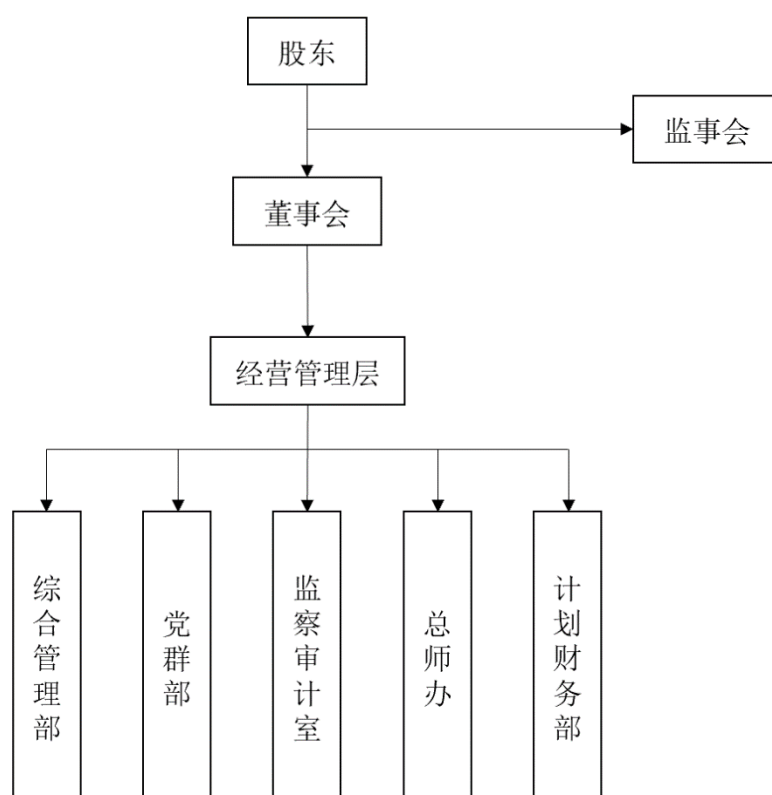 股东
监事会
董事会
经营管理层
综合管理部
党群部
监察审计室
总师办
计划财务部